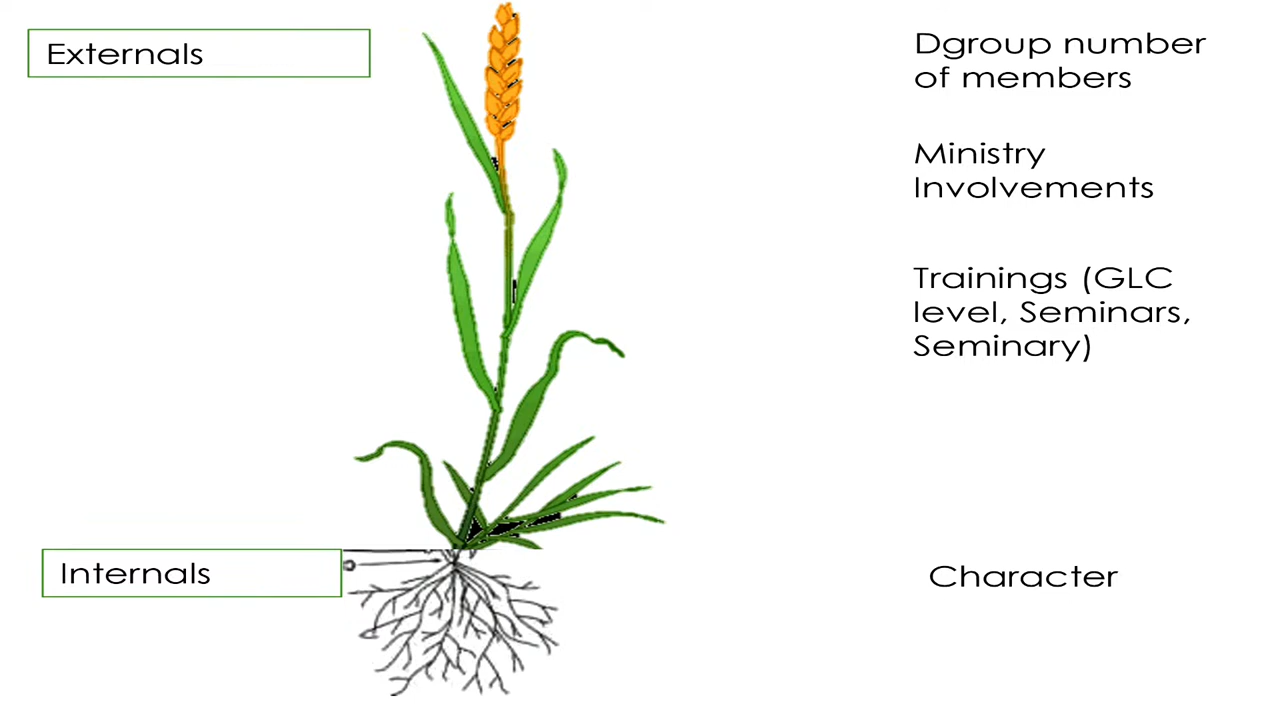 Externals
Dgroup number
of members
Ministry
Involvements
Trainings (GLC
level, Seminars,
Seminary)
Internals
Character